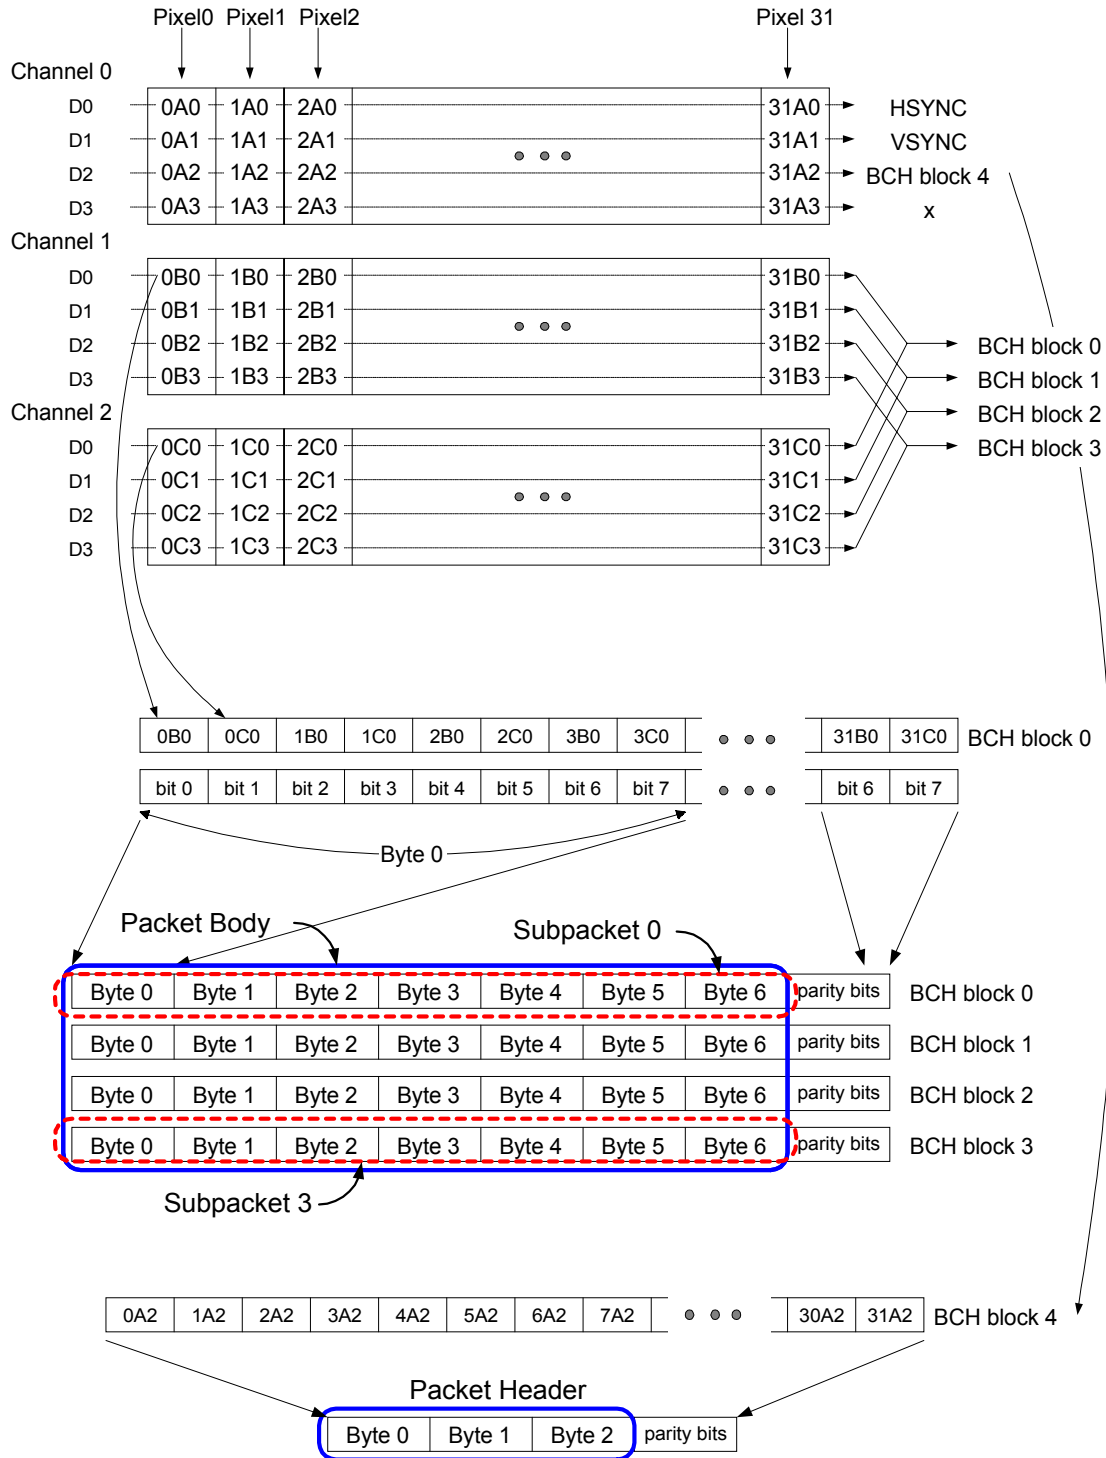 Pixel0 Pixel1 Pixel2 Pixel 31
Channel 0
D0 0A0 1A0 2A0 31A0 HSYNC
D1 0A1 1A1 2A1 31A1 VSYNC
D2 0A2 1A2 2A2 31A2 BCH block 4
D3 0A3 1A3 2A3 31A3 x
Channel 1
D0 0B0 1B0 2B0 31B0
D1 0B1 1B1 2B1 31B1
D2 0B2 1B2 2B2 31B2 BCH block 0
D3 0B3 1B3 2B3 31B3 BCH block 1
Channel 2 BCH block 2
D0 0C0 1C0 2C0 31C0 BCH block 3
D1 0C1 1C1 2C1 31C1
D2 0C2 1C2 2C2 31C2
D3 0C3 1C3 2C3 31C3
0B0 0C0 1B0 1C0 2B0 2C0 3B0 3C0 31B0 31C0 BCH block 0
bit 0 bit 1 bit 2 bit 3 bit 4 bit 5 bit 6 bit 7 bit 6 bit 7
Byte 0
Packet Body Subpacket 0
Byte 0 Byte 1 Byte 2 Byte 3 Byte 4 Byte 5 Byte 6 parity bits BCH block 0
Byte 0 Byte 1 Byte 2 Byte 3 Byte 4 Byte 5 Byte 6 parity bits BCH block 1
Byte 0 Byte 1 Byte 2 Byte 3 Byte 4 Byte 5 Byte 6 parity bits BCH block 2
Byte 0 Byte 1 Byte 2 Byte 3 Byte 4 Byte 5 Byte 6 parity bits BCH block 3
Subpacket 3
0A2 1A2 2A2 3A2 4A2 5A2 6A2 7A2 30A2 31A2 BCH block 4
Packet Header
Byte 0 Byte 1 Byte 2 parity bits